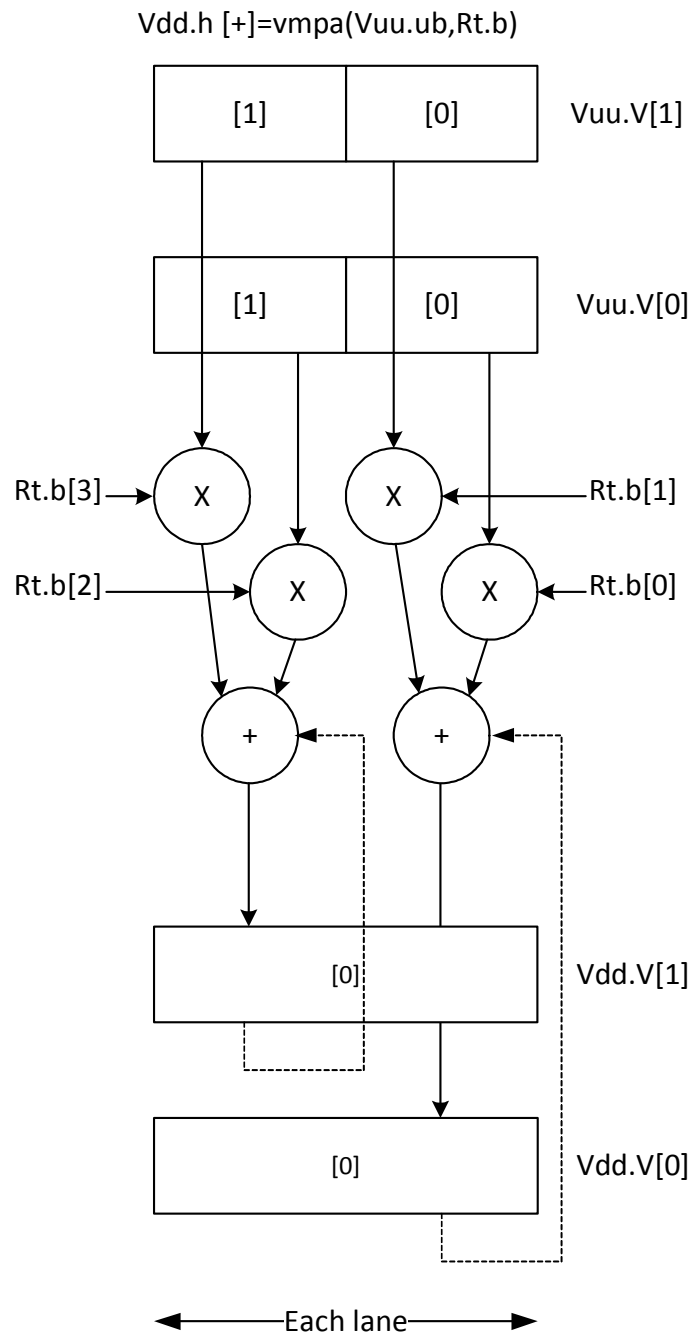 Vdd.h [+]=vmpa(Vuu.ub,Rt.b)
[1] [0] Vuu.V[1]
[1] [0] Vuu.V[0]
Rt.b[3] X X Rt.b[1]
Rt.b[2] X X Rt.b[0]
+ +
[0] Vdd.V[1]
[0] Vdd.V[0]
Each lane